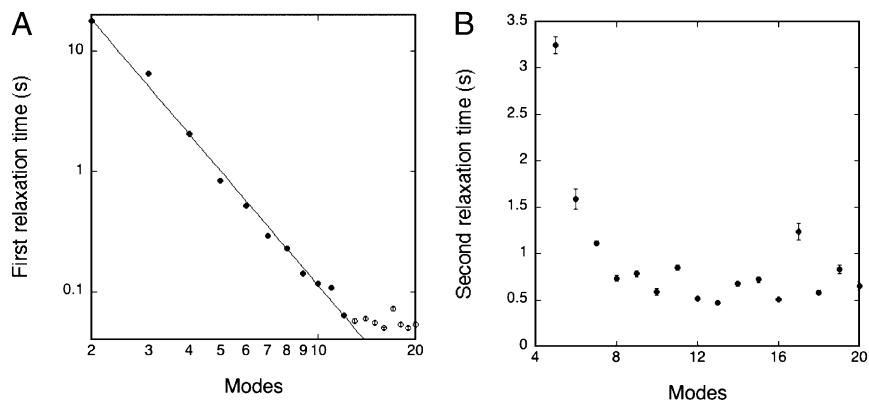 A
First relaxation time (s)
10
1
0.1
2 3 4 5 6 7 8 9 10 20
Modes
B
Second relaxation time (s)
3.5
3
2.5
2
1.5
1
0.5
0
4 8 12 16 20
Modes